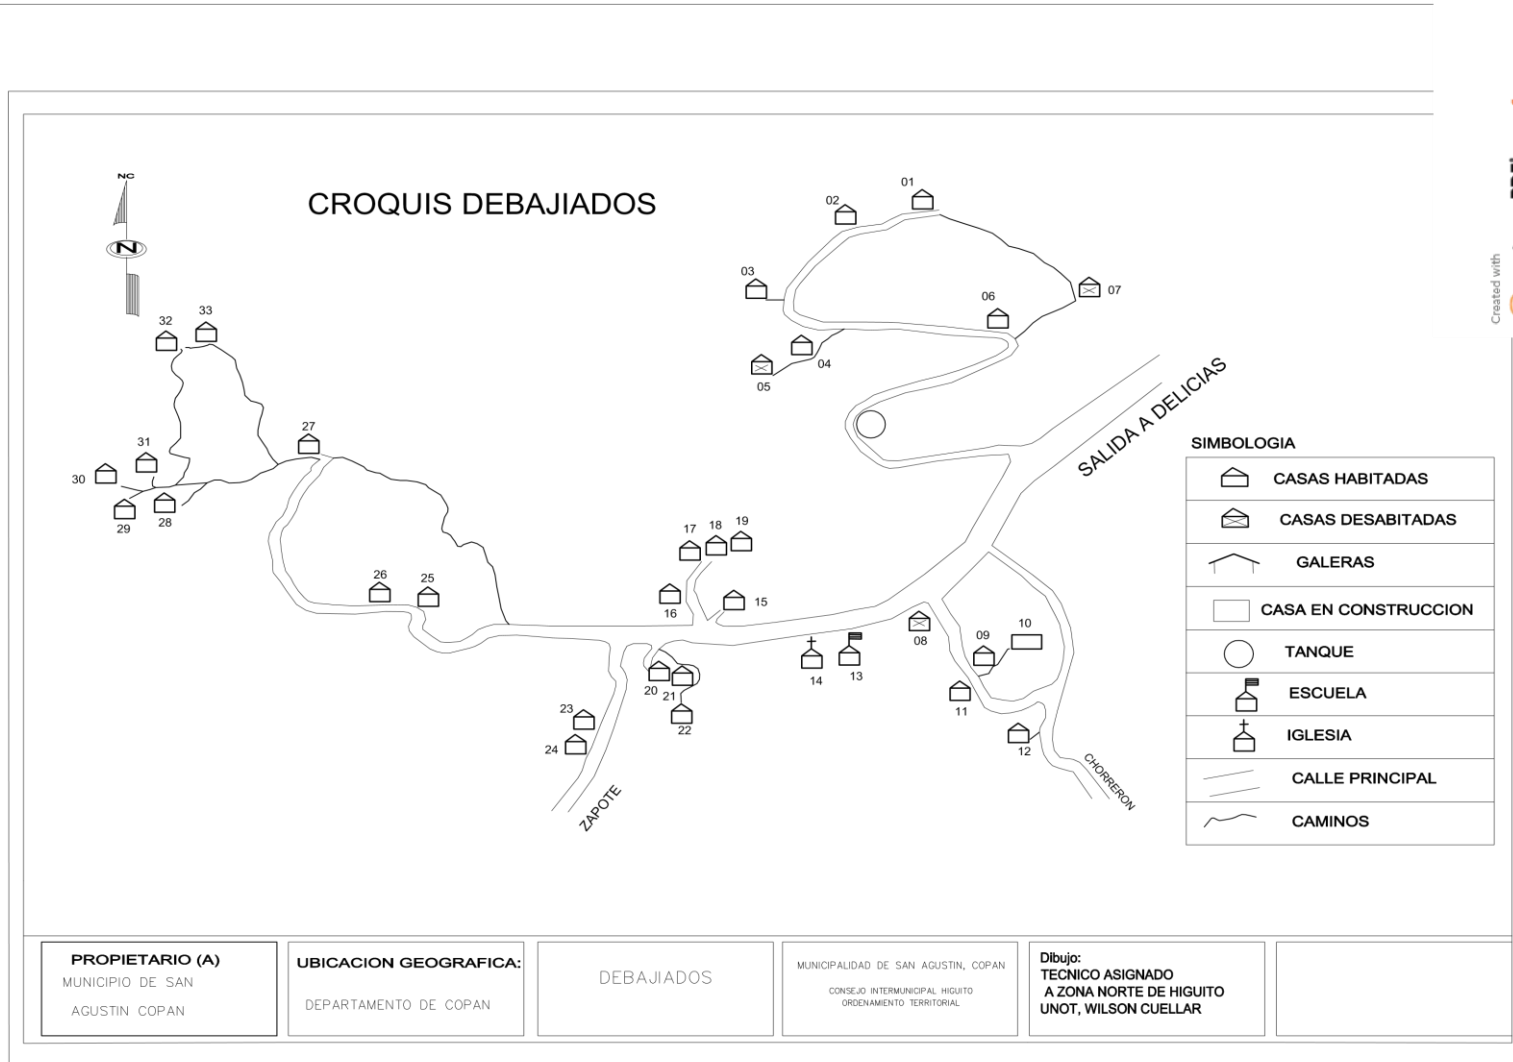 NC
N
CROQUIS DEBAJIADOS
01
02
03
04
05
06
07
33
32
27
31
30
29
28
26
25
17
18
19
16
15
08
09
10
11
12
13
14
20
21
22
23
24
SALIDA A DELICIAS
ZAPOTE
CHORRERON
SIMBOLOGIA
CASAS HABITADAS
CASAS DESABITADAS
GALERAS
CASA EN CONSTRUCCION
TANQUE
ESCUELA
IGLESIA
CALLE PRINCIPAL
CAMINOS
Created with
PROPIETARIO (A)
MUNICIPIO DE SAN
AGUSTIN COPAN
UBICACION GEOGRAFICA:
DEPARTAMENTO DE COPAN
DEBAJIADOS
MUNICIPALIDAD DE SAN AGUSTIN, COPAN
CONSEJO INTERMUNICIPAL HIGUITO
ORDENAMIENTO TERRITORIAL
Dibujo:
TECNICO ASIGNADO
A ZONA NORTE DE HIGUITO
UNOT, WILSON CUELLAR